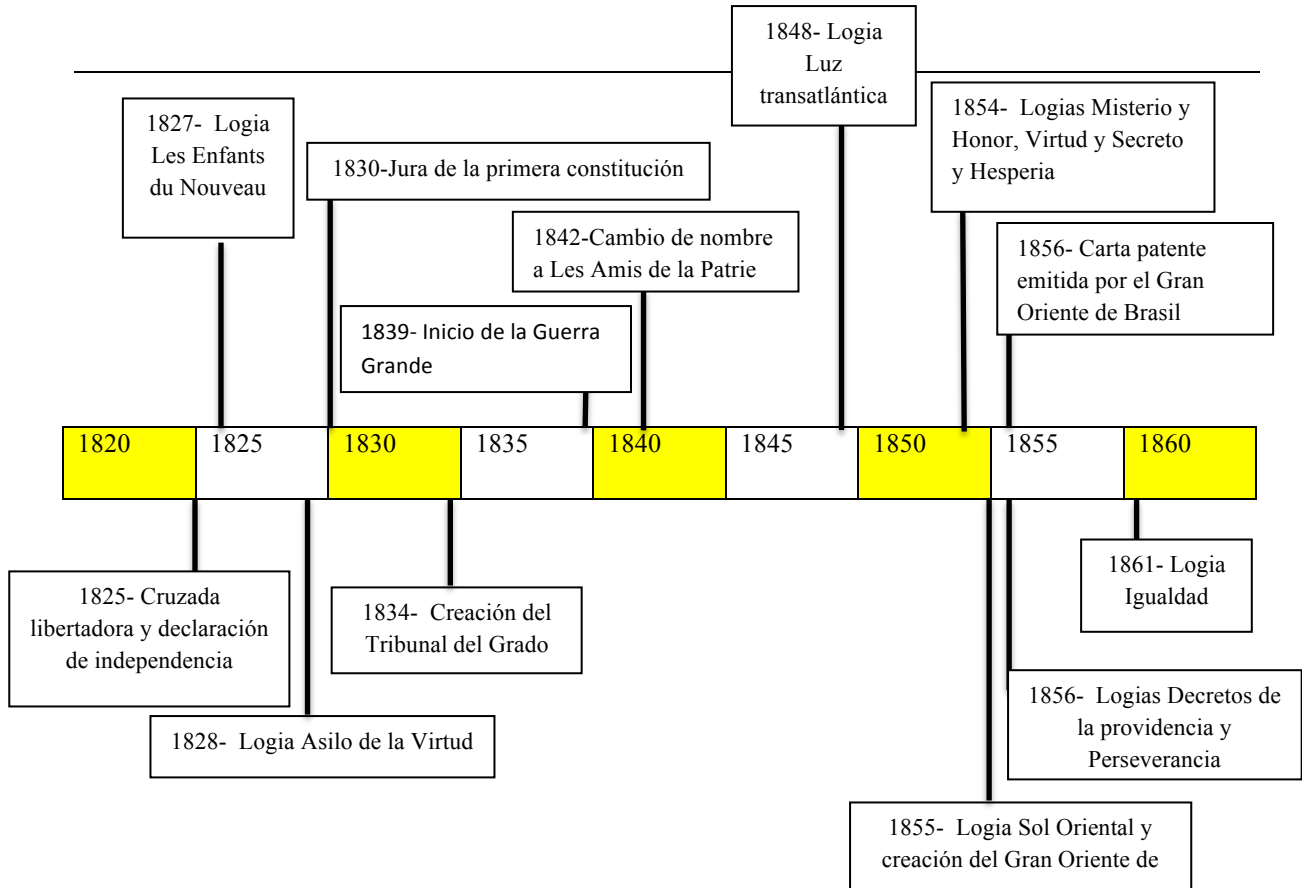 1848- Logia
Luz
transatlántica
1827- Logia
Les Enfants
du Nouveau
1830-Jura de la primera constitución
1854- Logias Misterio y
Honor, Virtud y Secreto
y Hesperia
1842-Cambio de nombre
a Les Amis de la Patrie
1856- Carta patente
emitida por el Gran
Oriente de Brasil
1839- Inicio de la Guerra
Grande
1820 1825 1830 1835 1840 1845 1850 1855 1860
1825- Cruzada
libertadora y declaración
de independencia
1834- Creación del
Tribunal del Grado
1861- Logia
Igualdad
1828- Logia Asilo de la Virtud
1856- Logias Decretos de
la providencia y
Perseverancia
1855- Logia Sol Oriental y
creación del Gran Oriente de